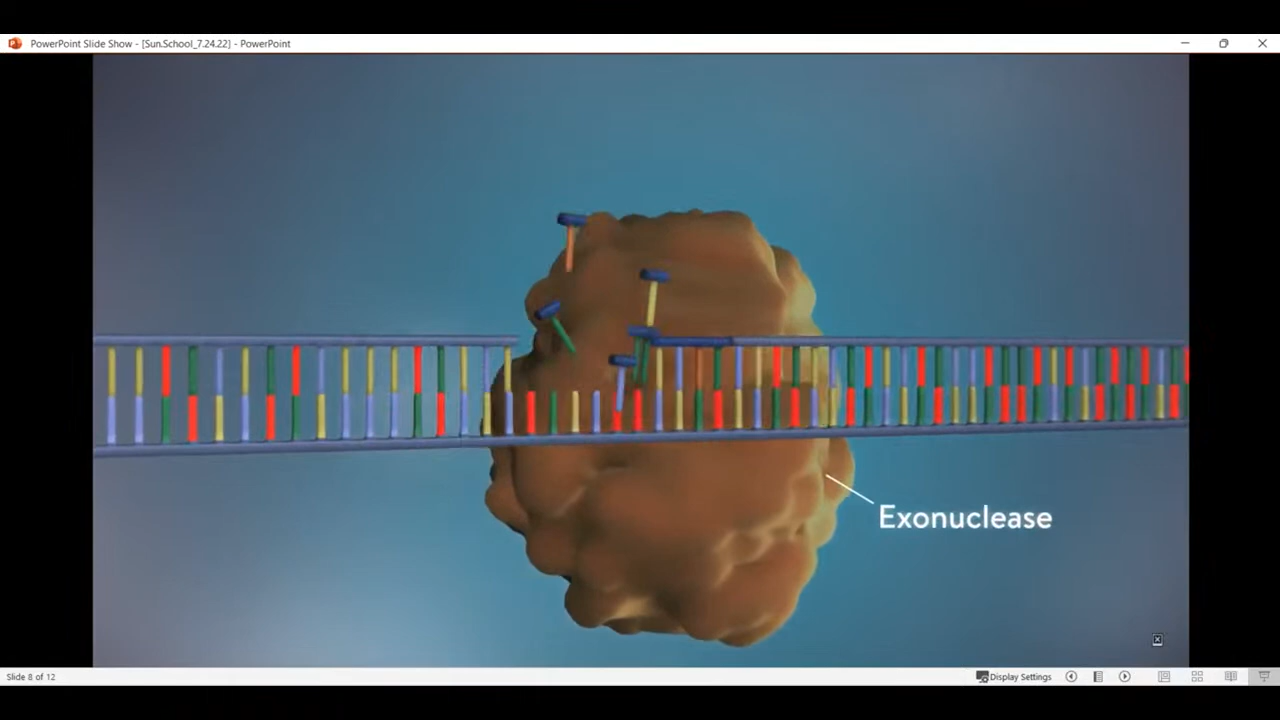 PowerPoint Slide Show - [Sun.School_7.24.22] - PowerPoint
Exonuclease
Slide 8 of 12
Display Settings